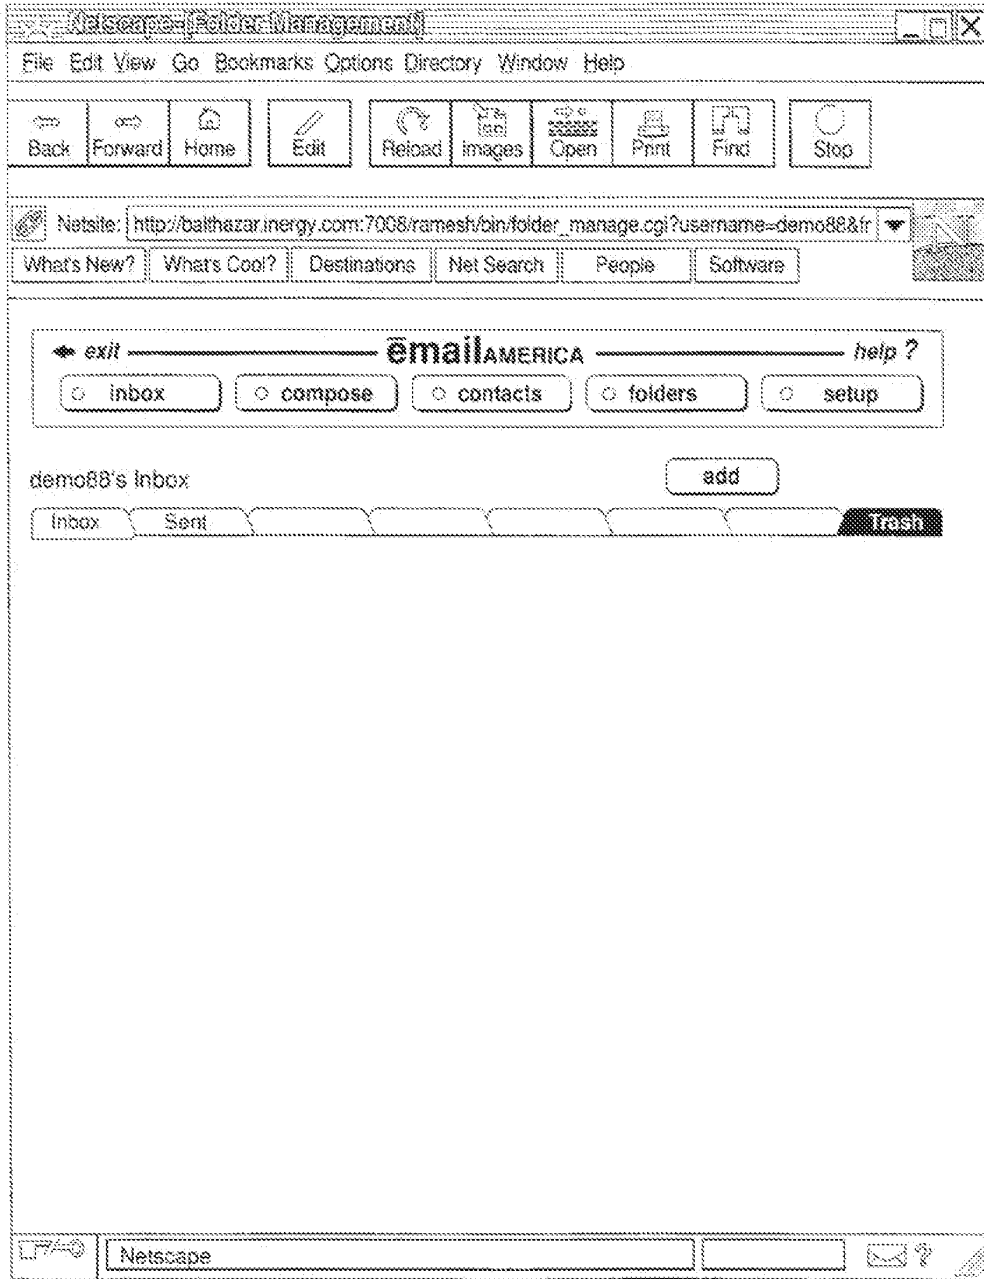 Netscape-[Folder Management]
File Edit View Go Bookmarks Options Directory Window Help
Back Forward Home Edit Reload Images Open Print Find Stop
Netsite: http://balthazar.inergy.com:7008/ramesh/bin/folder_manage.cgi?username=demo88&fr
N
What's New? What's Cool? Destinations Net Search People Software
exit ēmailAMERICA help ?
inbox compose contacts folders setup
demo88's Inbox add
Inbox Sent Trash
Netscape ?